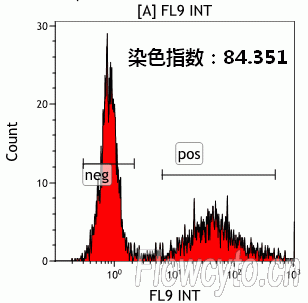 [A] FL9 INT
染色指数：84.351
30
20
10
0
Count
neg
pos
10⁰
10¹
10²
10³
FL9 INT
Flowcyto.cn